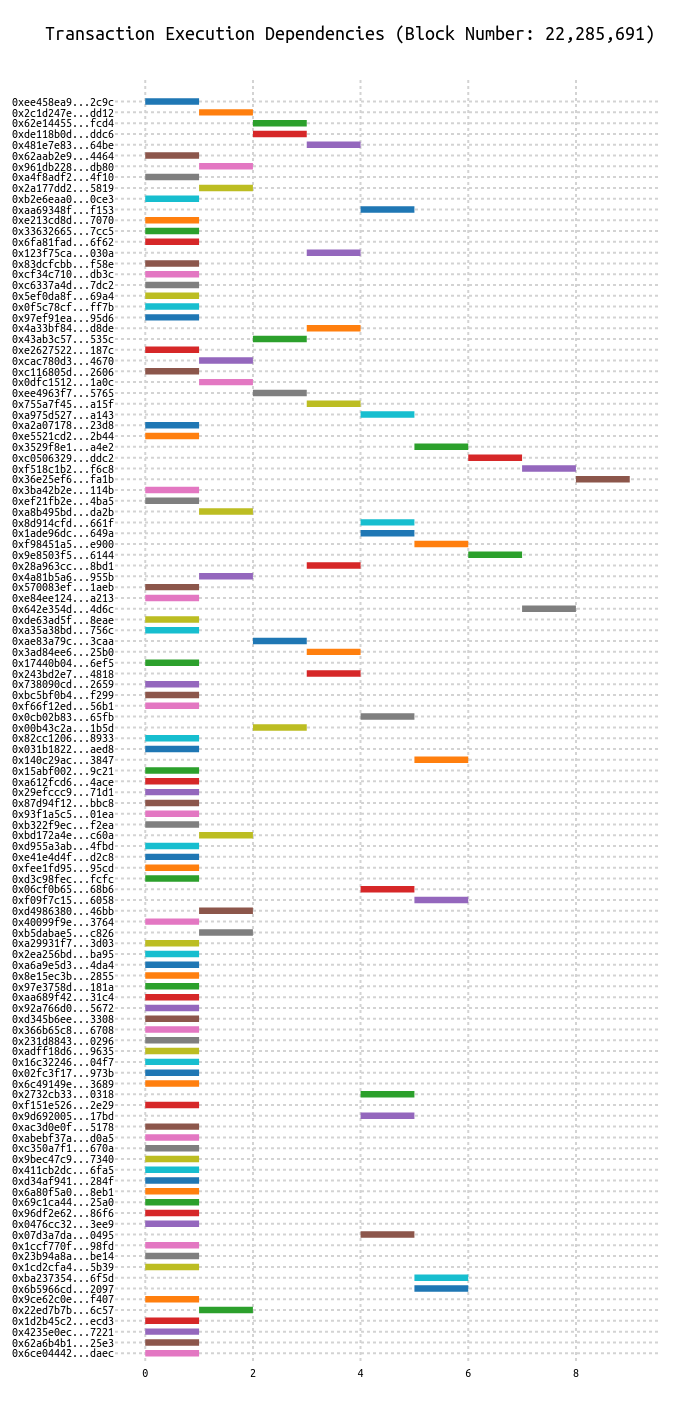 Transaction Execution Dependencies (Block Number: 22,285,691)
0xee458ea9...2c9c
0x2c1d247e...dd12
0x62e14455...fcd4
0xde118b0d...ddc6
0x481e7e83...64be
0x62aab2e9...4464
0x961db228...db80
0xa4f8adf2...4f10
0x2a177dd2...5819
0xb2e6eaa0...0ce3
0xaa69348f...f153
0xe213cd8d...7070
0x33632665...7cc5
0x6fa81fad...6f62
0x123f75ca...030a
0x83dcfcbb...f58e
0xcf34c710...db3c
0xc6337a4d...7dc2
0x5ef0da8f...69a4
0x0f5c78cf...ff7b
0x97ef91ea...95d6
0x4a33bf84...d8de
0x43ab3c57...535c
0xe2627522...187c
0xcac780d3...4670
0xc116805d...2606
0x0dfc1512...1a0c
0xee4963f7...5765
0x755a7f45...a15f
0xa975d527...a143
0xa2a07178...23d8
0xe5521cd2...2b44
0x3529f8e1...a4e2
0xc0506329...ddc2
0xf518c1b2...f6c8
0x36e25ef6...fa1b
0x3ba42b2e...114b
0xef21fb2e...4ba5
0xa8b495bd...da2b
0x8d914cfd...661f
0x1ade96dc...649a
0xf98451a5...e900
0x9e8503f5...6144
0x28a963cc...8bd1
0x4a81b5a6...955b
0x570083ef...1aeb
0xe84ee124...a213
0x642e354d...4d6c
0xde63ad5f...8eae
0xa35a38bd...756c
0xae83a79c...3caa
0x3ad84ee6...25b0
0x17440b04...6ef5
0x243bd2e7...4818
0x738090cd...2659
0xbc5bf0b4...f299
0xf66f12ed...56b1
0x0cb02b83...65fb
0x00b43c2a...1b5d
0x82cc1206...8933
0x031b1822...aed8
0x140c29ac...3847
0x15abf002...9c21
0xa612fcd6...4ace
0x29efccc9...71d1
0x87d94f12...bbc8
0x93f1a5c5...01ea
0xb322f9ec...f2ea
0xbd172a4e...c60a
0xd955a3ab...4fbd
0xe41e4d4f...d2c8
0xfee1fd95...95cd
0xd3c98fec...fcfc
0x06cf0b65...68b6
0xf09f7c15...6058
0xd4986380...46bb
0x40099f9e...3764
0xb5dabae5...c826
0xa29931f7...3d03
0x2ea256bd...ba95
0xa6a9e5d3...4da4
0x8e15ec3b...2855
0x97e3758d...181a
0xaa689f42...31c4
0x92a766d0...5672
0xd345b6ee...3308
0x366b65c8...6708
0x231d8843...0296
0xadff18d6...9635
0x16c32246...04f7
0x02fc3f17...973b
0x6c49149e...3689
0x2732cb33...0318
0xf151e526...2e29
0x9d692005...17bd
0xac3d0e0f...5178
0xabebf37a...d0a5
0xc350a7f1...670a
0x9bec47c9...7340
0x411cb2dc...6fa5
0xd34af941...284f
0x6a80f5a0...8eb1
0x69c1ca44...25a0
0x96df2e62...86f6
0x0476cc32...3ee9
0x07d3a7da...0495
0x1ccf770f...98fd
0x23b94a8a...be14
0x1cd2cfa4...5b39
0xba237354...6f5d
0x6b5966cd...2097
0x9ce62c0e...f407
0x22ed7b7b...6c57
0x1d2b45c2...ecd3
0x4235e0ec...7221
0x62a6b4b1...25e3
0x6ce04442...daec
0 2 4 6 8